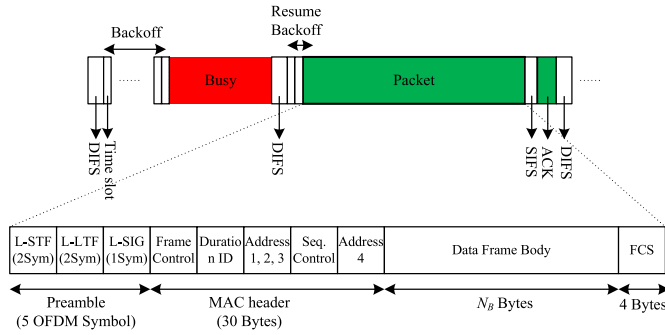 Resume
Backoff
Backoff
.....
Busy
Packet
.....
DIFS
Time slot
DIFS
SIFS
ACK
DIFS
L-STF
(2Sym)
L-LTF
(2Sym)
L-SIG
(1Sym)
Frame
Control
Duratio
n ID
Address
1, 2, 3
Seq.
Control
Address
4
Data Frame Body
FCS
Preamble
(5 OFDM Symbol)
MAC header
(30 Bytes)
N_B Bytes
4 Bytes